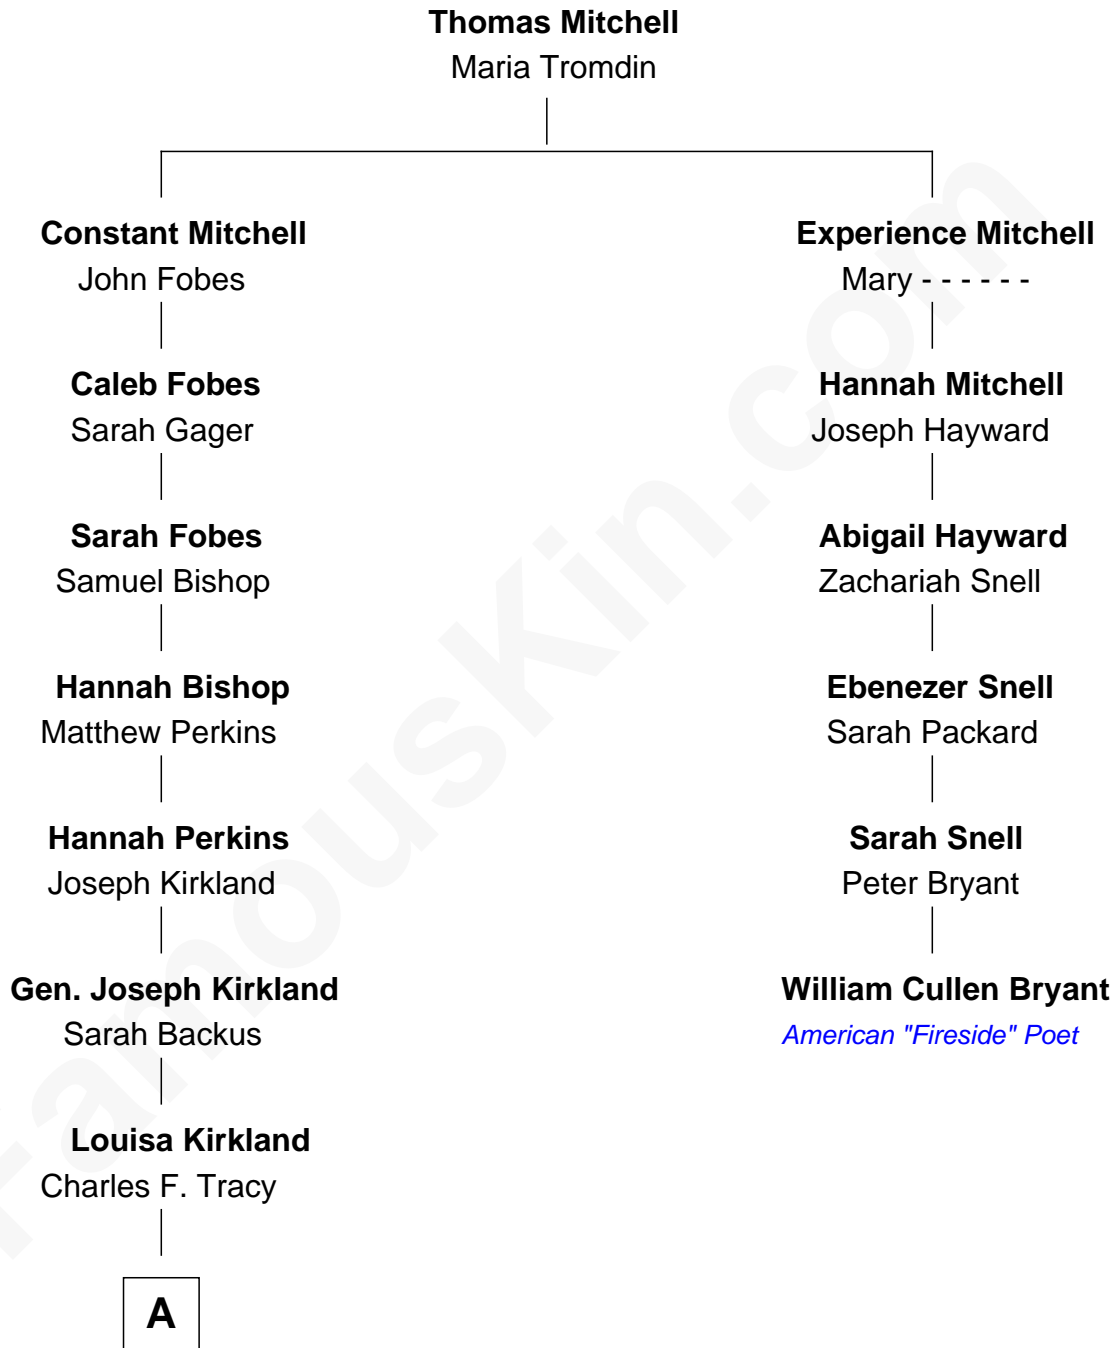 Thomas Mitchell
Maria Tromdin
Constant Mitchell
John Fobes
Experience Mitchell
Mary - - - - - -
Caleb Fobes
Sarah Gager
Hannah Mitchell
Joseph Hayward
Sarah Fobes
Samuel Bishop
Abigail Hayward
Zachariah Snell
Hannah Bishop
Matthew Perkins
Ebenezer Snell
Sarah Packard
Hannah Perkins
Joseph Kirkland
Sarah Snell
Peter Bryant
Gen. Joseph Kirkland
Sarah Backus
William Cullen Bryant
American "Fireside" Poet
Louisa Kirkland
Charles F. Tracy
A
FamousKin.com